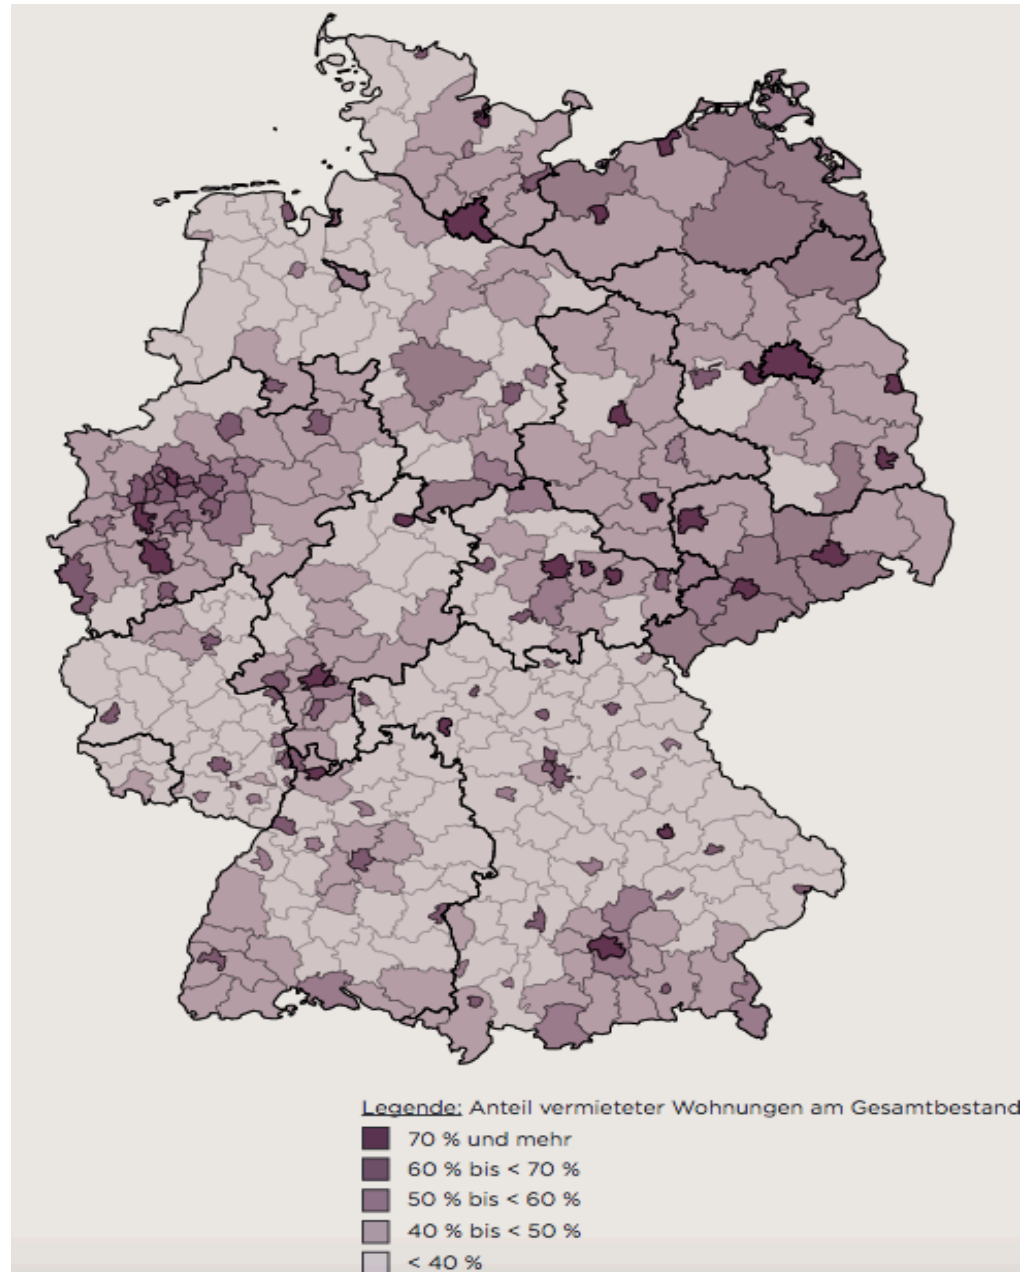 Legende: Anteil vermieteter Wohnungen am Gesamtbestand
70 % und mehr
60 % bis < 70 %
50 % bis < 60 %
40 % bis < 50 %
< 40 %